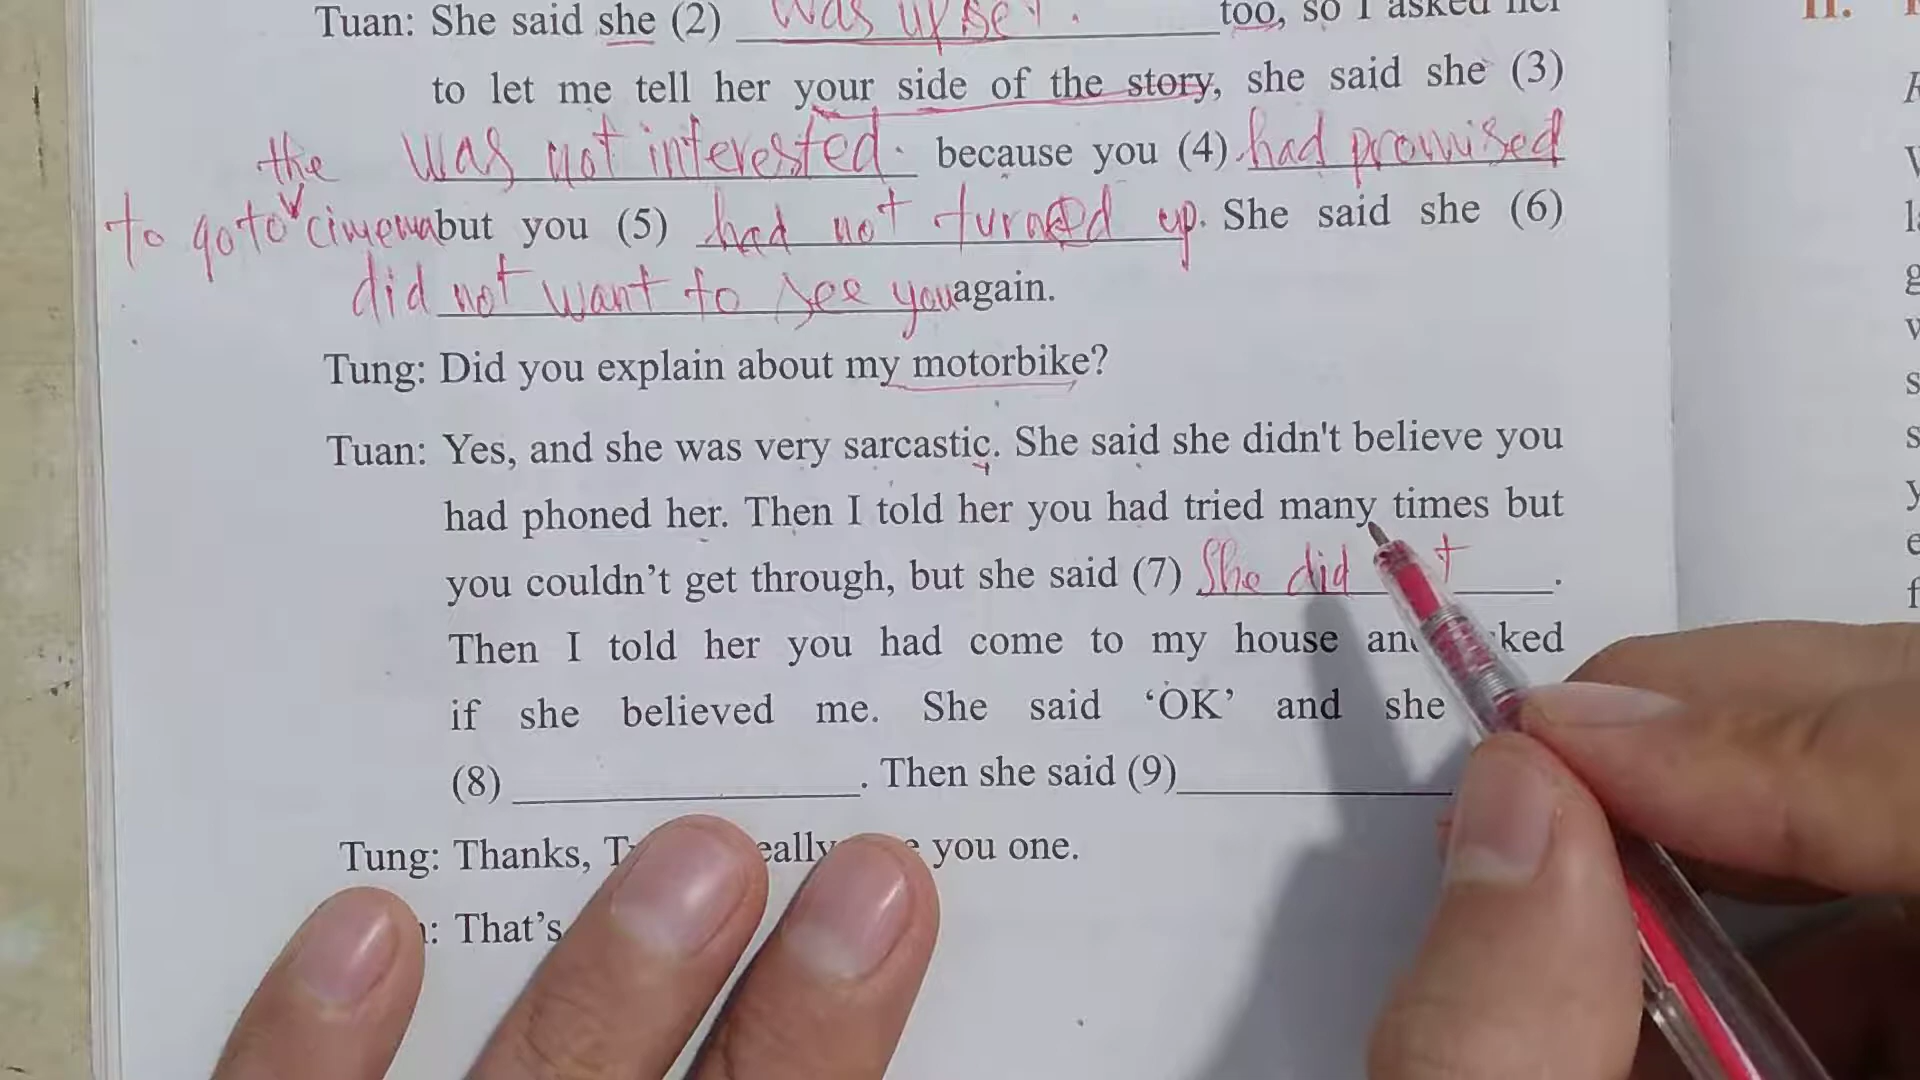 Tuan: She said she (2) was upset. too, so I asked her
to let me tell her your side of the story, she said she (3)
the was not interested. because you (4) had promised
to go to cinema but you (5) had not turned up. She said she (6)
did not want to see you again.
Tung: Did you explain about my motorbike?
Tuan: Yes, and she was very sarcastic. She said she didn't believe you
had phoned her. Then I told her you had tried many times but
you couldn't get through, but she said (7) She did
Then I told her you had come to my house and
if she believed me. She said 'OK' and she
(8) . Then she said (9)
Tung: Thanks, you one.
: That's
II.